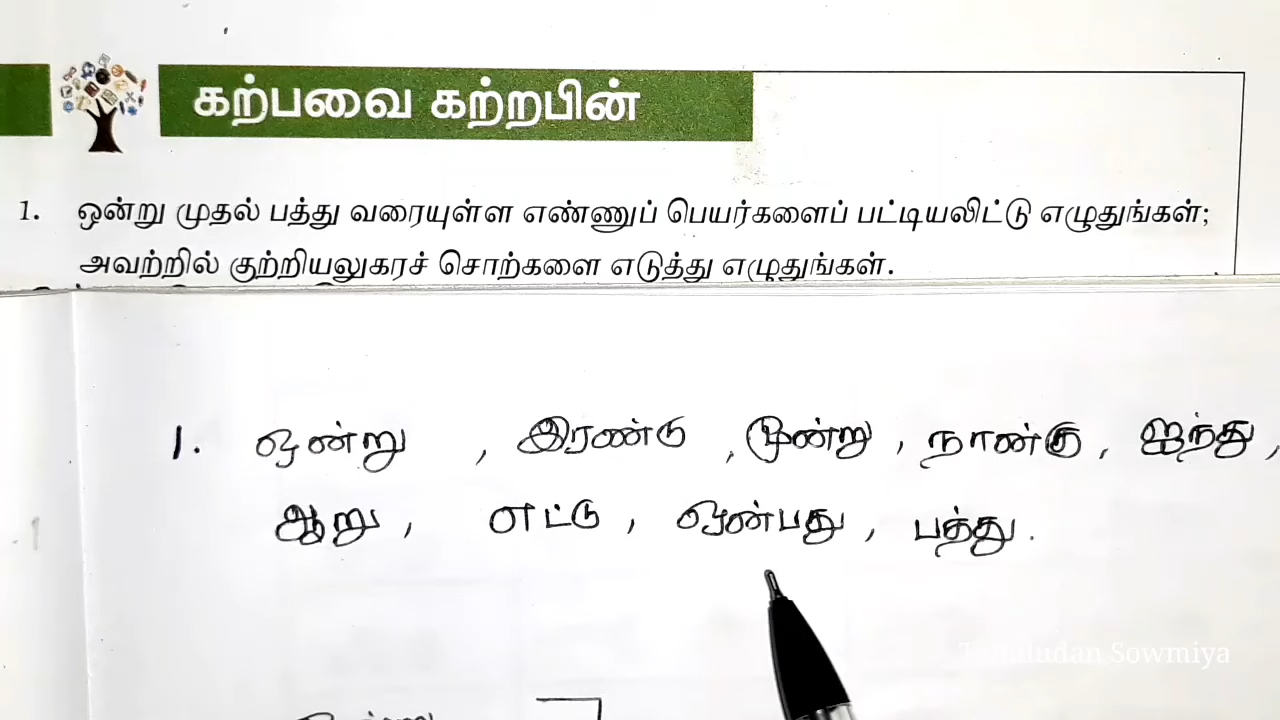 கற்பவை கற்றபின்
1. ஒன்று முதல் பத்து வரையுள்ள எண்ணுப் பெயர்களைப் பட்டியலிட்டு எழுதுங்கள்;
அவற்றில் குற்றியலுகரச் சொற்களை எடுத்து எழுதுங்கள்.
1. ஒன்று , இரண்டு , மூன்று , நான்கு , ஐந்து ,
ஆறு , எட்டு , ஒன்பது , பத்து .
Sowmiya